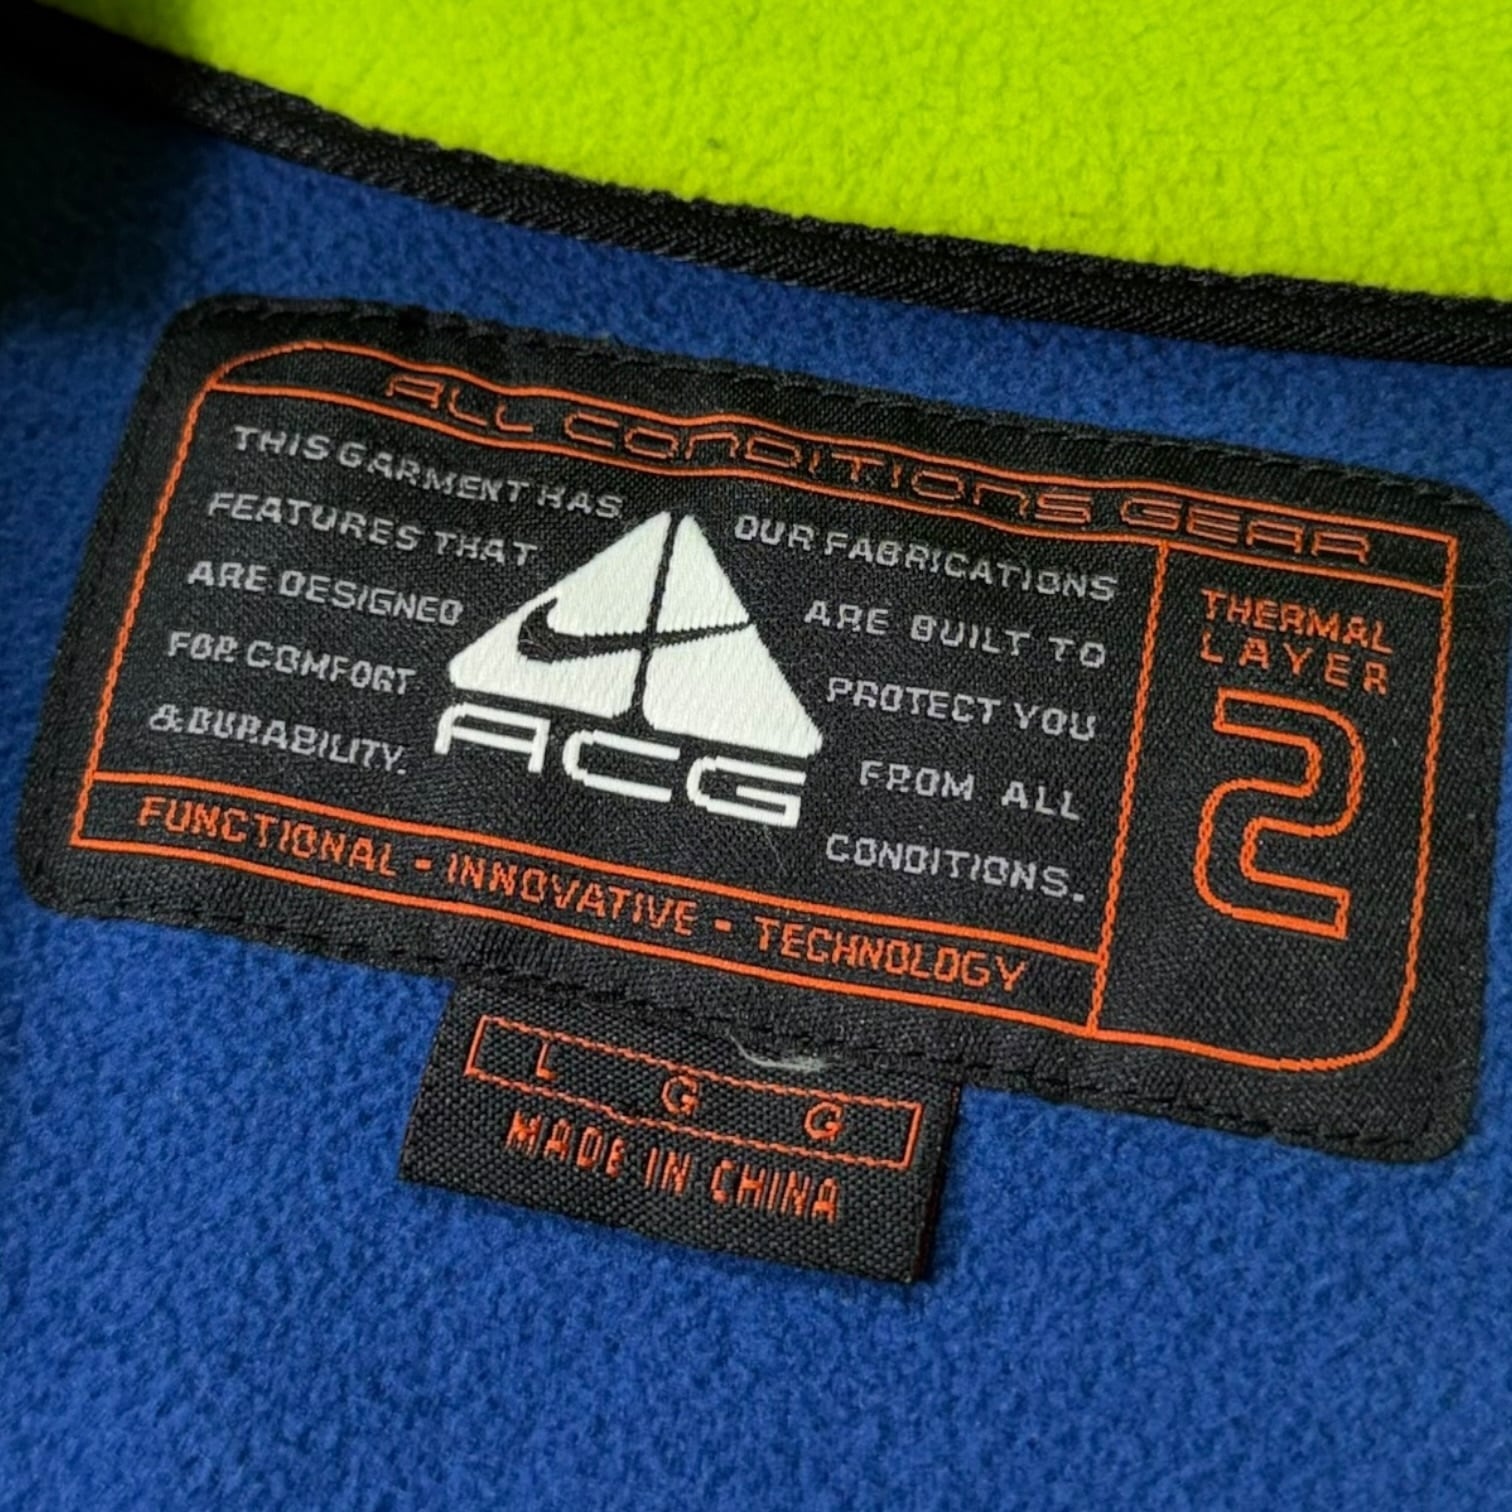 ALL CONDITIONS GEAR
THIS GARMENT HAS
FEATURES THAT
ARE DESIGNED
FOR COMFORT
& DURABILITY.
ACG
OUR FABRICATIONS
ARE BUILT TO
PROTECT YOU
FROM ALL
CONDITIONS.
THERMAL
LAYER
2
FUNCTIONAL - INNOVATIVE - TECHNOLOGY
L G G
MADE IN CHINA